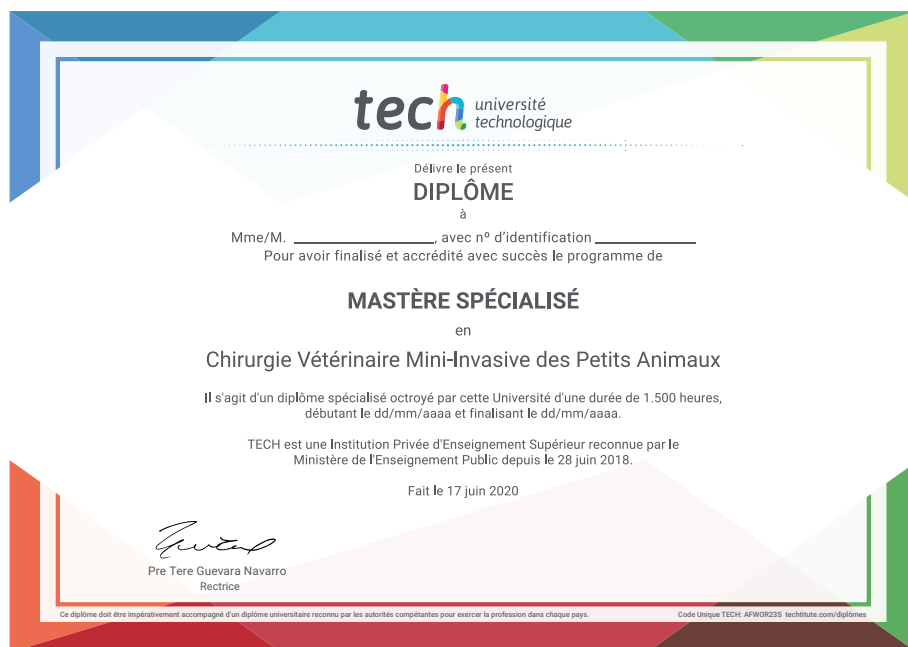 tech université
technologique
Délivre le présent
DIPLÔME
à
Mme/M. ____________, avec nº d'identification ____________
Pour avoir finalisé et accrédité avec succès le programme de
MASTÈRE SPÉCIALISÉ
en
Chirurgie Vétérinaire Mini-Invasive des Petits Animaux
Il s'agit d'un diplôme spécialisé octroyé par cette Université d'une durée de 1.500 heures,
débutant le dd/mm/aaaa et finalisant le dd/mm/aaaa.
TECH est une Institution Privée d'Enseignement Supérieur reconnue par le
Ministère de l'Enseignement Public depuis le 28 juin 2018.
Fait le 17 juin 2020
Pre Tere Guevara Navarro
Rectrice
Ce diplôme doit être impérativement accompagné d'un diplôme universitaire reconnu par les autorités compétentes pour exercer la profession dans chaque pays. Code Unique TECH: AFWOR23S techtitute.com/diplômes